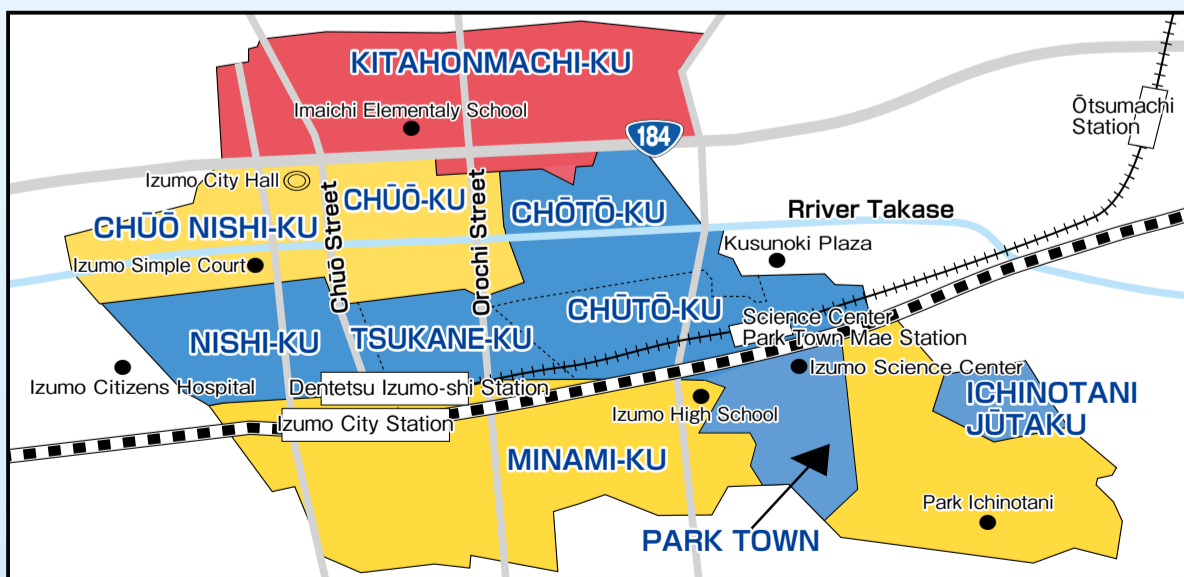 KITAHONMACHI-KU
Imaichi Elementaly School
184
Ōtsumachi
Station
Izumo City Hall
CHŪŌ-KU
CHŌTŌ-KU
CHŪŌ NISHI-KU
Chūō Street
Orochi Street
Rriver Takase
Kusunoki Plaza
Izumo Simple Court
NISHI-KU
TSUKANE-KU
CHŪTŌ-KU
Science Center
Park Town Mae Station
Izumo Citizens Hospital
Dentetsu Izumo-shi Station
Izumo Science Center
Izumo City Station
Izumo High School
ICHINOTANI
JŪTAKU
MINAMI-KU
Park Ichinotani
PARK TOWN